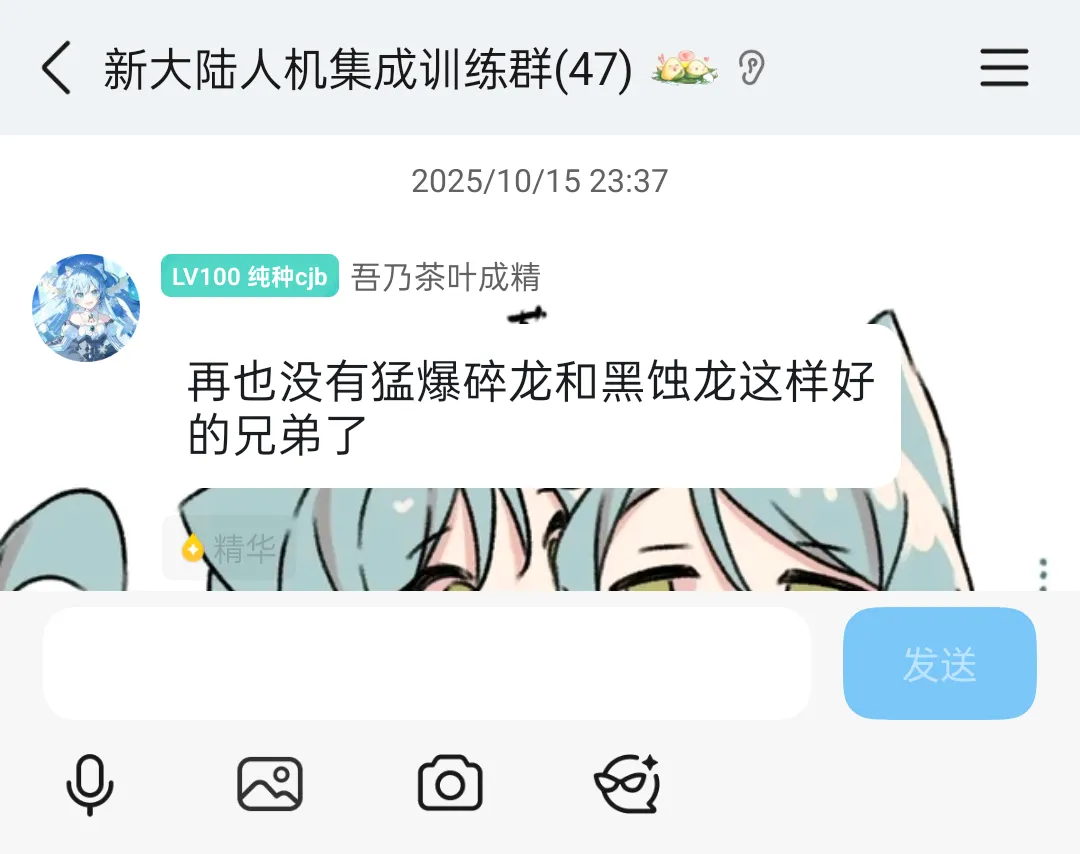 新大陆人机集成训练群(47)
2025/10/15 23:37
LV100 纯种cjb 吾乃茶叶成精
再也没有猛爆碎龙和黑蚀龙这样好
的兄弟了
精华
发送